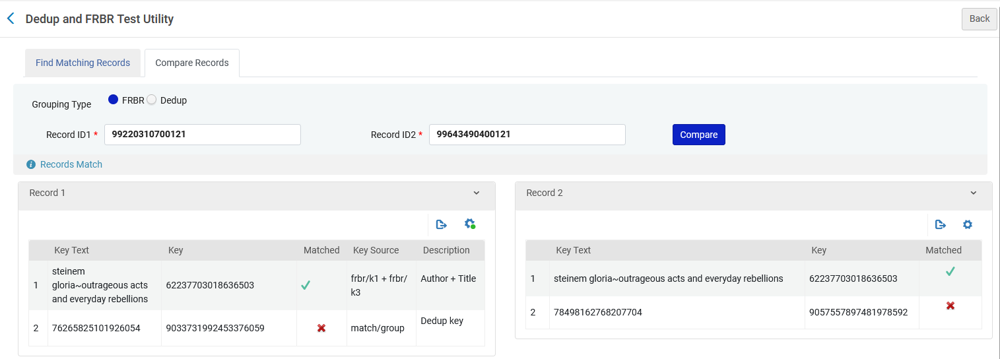 Dedup and FRBR Test Utility
Back
Find Matching Records
Compare Records
Grouping Type
FRBR
Dedup
Record ID1 *
99220310700121
Record ID2 *
99643490400121
Compare
Records Match
Record 1
Key Text Key Matched Key Source Description
1 steinem gloria~outrageous acts and everyday rebellions 62237703018636503 frbr/k1 + frbr/k3 Author + Title
2 76265825101926054 9033731992453376059 match/group Dedup key
Record 2
Key Text Key Matched
1 steinem gloria~outrageous acts and everyday rebellions 62237703018636503
2 78498162768207704 9057557897481978592